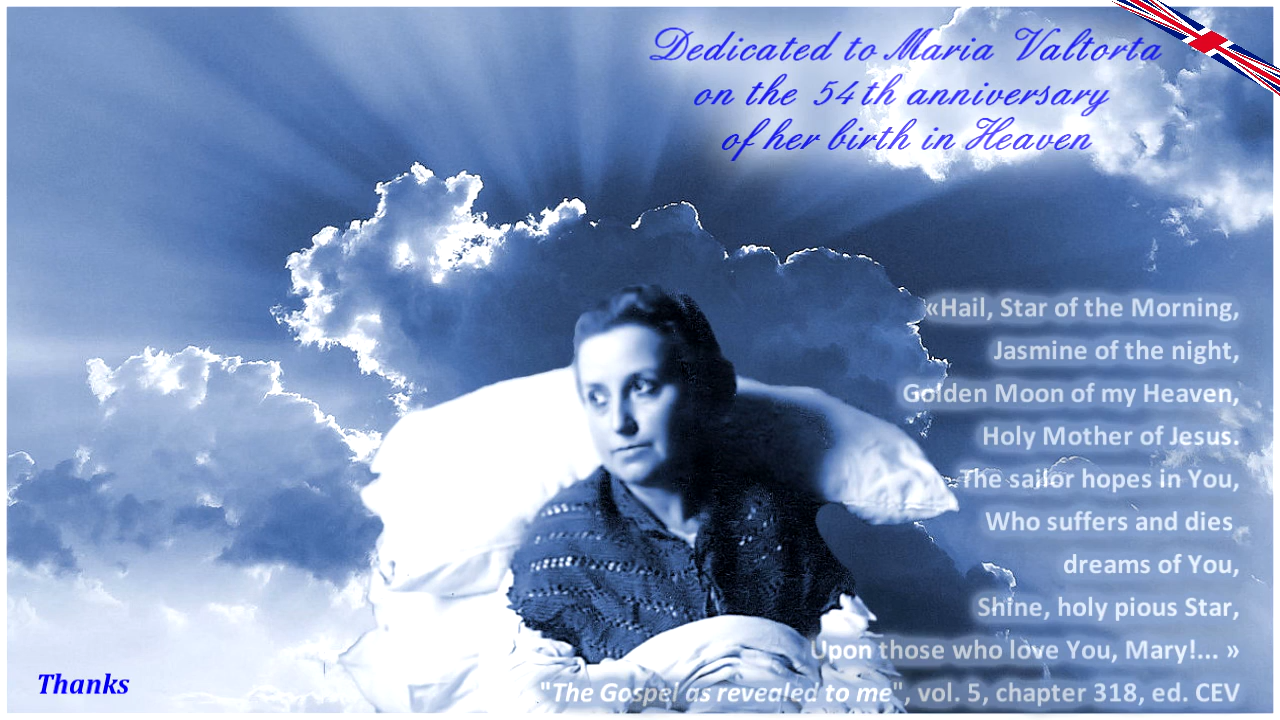 Dedicated to Maria Valtorta
on the 54th anniversary
of her birth in Heaven
«Hail, Star of the Morning,
Jasmine of the night,
Golden Moon of my Heaven,
Holy Mother of Jesus.
The sailor hopes in You,
Who suffers and dies
dreams of You,
Shine, holy pious Star,
Upon those who love You, Mary!... »
"The Gospel as revealed to me", vol. 5, chapter 318, ed. CEV
Thanks